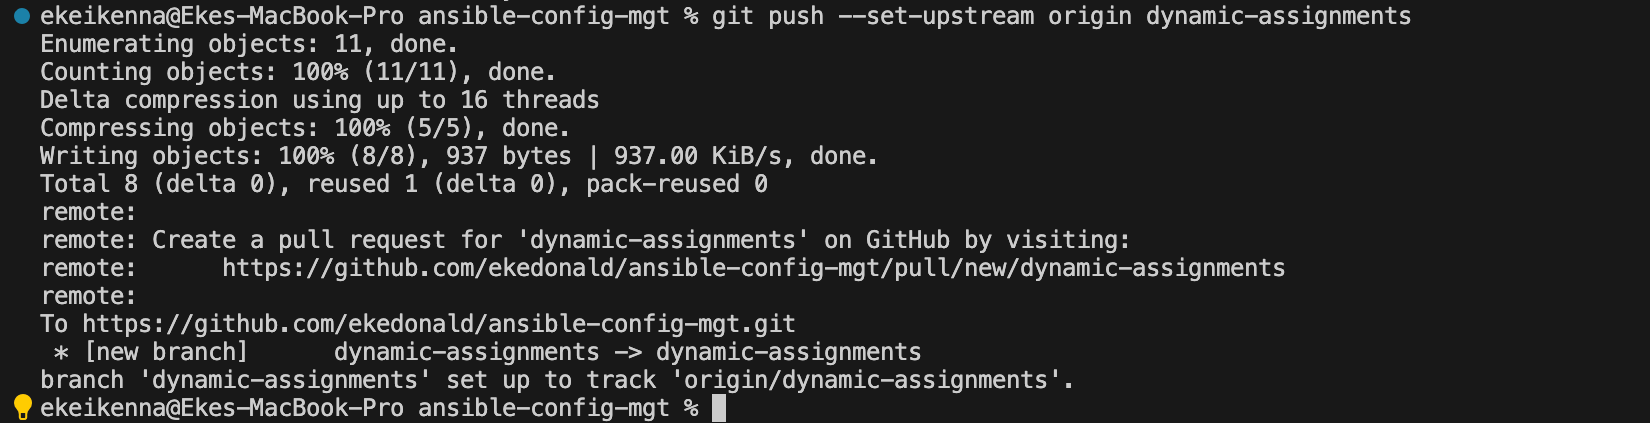 ekeikenna@Ekes-MacBook-Pro ansible-config-mgt % git push --set-upstream origin dynamic-assignments
Enumerating objects: 11, done.
Counting objects: 100% (11/11), done.
Delta compression using up to 16 threads
Compressing objects: 100% (5/5), done.
Writing objects: 100% (8/8), 937 bytes | 937.00 KiB/s, done.
Total 8 (delta 0), reused 1 (delta 0), pack-reused 0
remote:
remote: Create a pull request for 'dynamic-assignments' on GitHub by visiting:
remote:      https://github.com/ekedonald/ansible-config-mgt/pull/new/dynamic-assignments
remote:
To https://github.com/ekedonald/ansible-config-mgt.git
 * [new branch]      dynamic-assignments -> dynamic-assignments
branch 'dynamic-assignments' set up to track 'origin/dynamic-assignments'.
ekeikenna@Ekes-MacBook-Pro ansible-config-mgt %